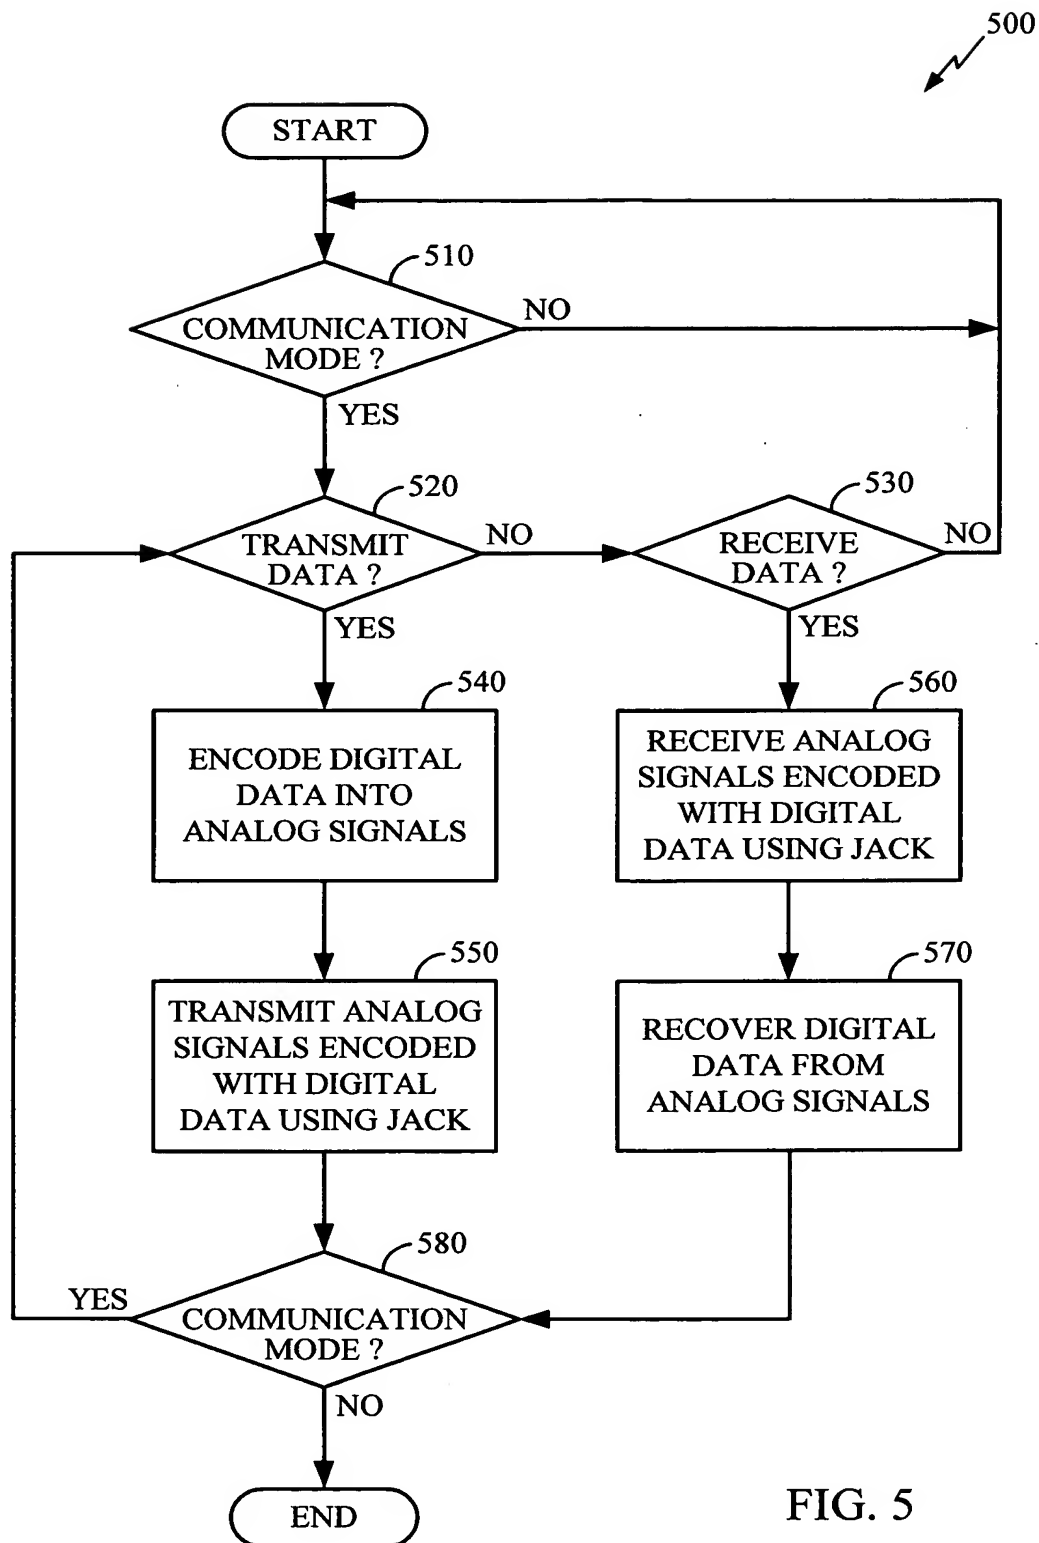 500
START
510
COMMUNICATION
MODE ?
NO
YES
520
TRANSMIT
DATA ?
NO
YES
530
RECEIVE
DATA ?
NO
YES
540
ENCODE DIGITAL
DATA INTO
ANALOG SIGNALS
560
RECEIVE ANALOG
SIGNALS ENCODED
WITH DIGITAL
DATA USING JACK
550
TRANSMIT ANALOG
SIGNALS ENCODED
WITH DIGITAL
DATA USING JACK
570
RECOVER DIGITAL
DATA FROM
ANALOG SIGNALS
580
YES
COMMUNICATION
MODE ?
NO
END
FIG. 5